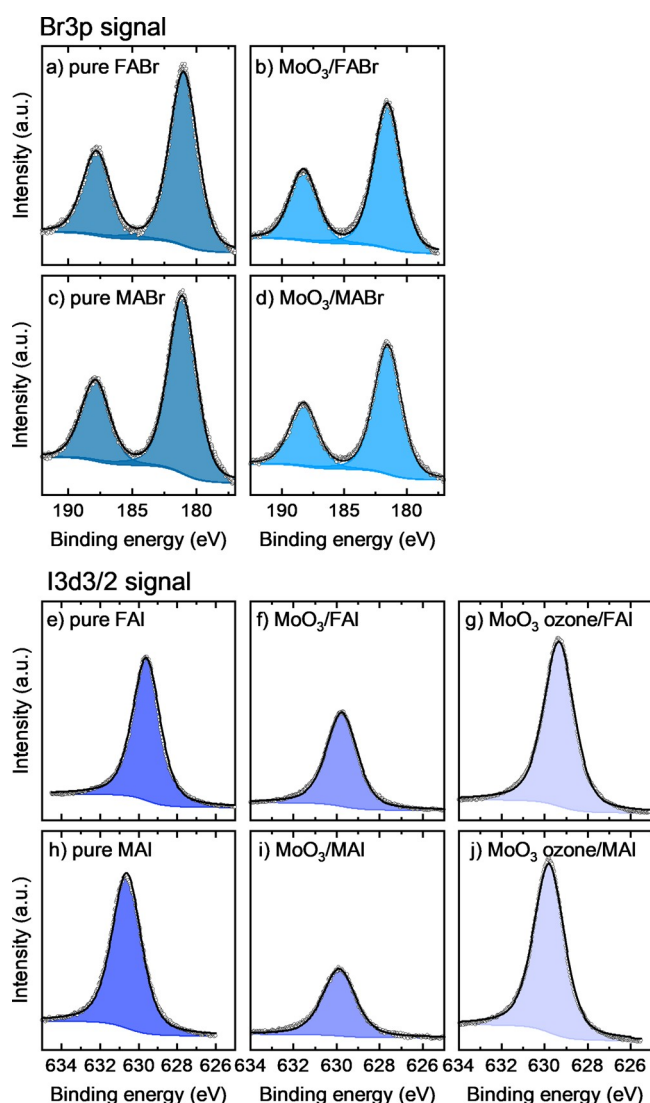 Br3p signal
a) pure FABr
b) MoO₃/FABr
Intensity (a.u.)
c) pure MABr
d) MoO₃/MABr
Intensity (a.u.)
190 185 180 190 185 180
Binding energy (eV) Binding energy (eV)
I3d3/2 signal
e) pure FAI
f) MoO₃/FAI
g) MoO₃ ozone/FAI
Intensity (a.u.)
h) pure MAI
i) MoO₃/MAI
j) MoO₃ ozone/MAI
Intensity (a.u.)
634 632 630 628 626 634 632 630 628 626 634 632 630 628 626
Binding energy (eV) Binding energy (eV) Binding energy (eV)